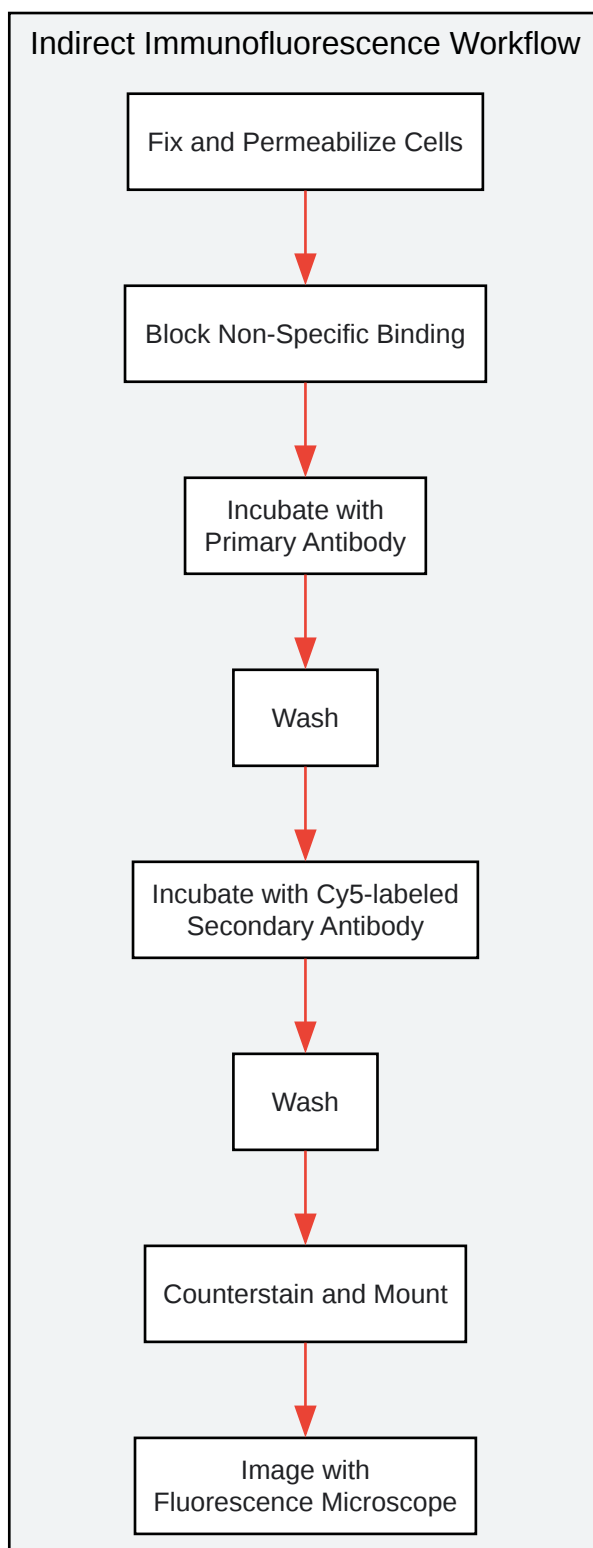 Indirect Immunofluorescence Workflow
Fix and Permeabilize Cells
Block Non-Specific Binding
Incubate with
Primary Antibody
Wash
Incubate with Cy5-labeled
Secondary Antibody
Wash
Counterstain and Mount
Image with
Fluorescence Microscope